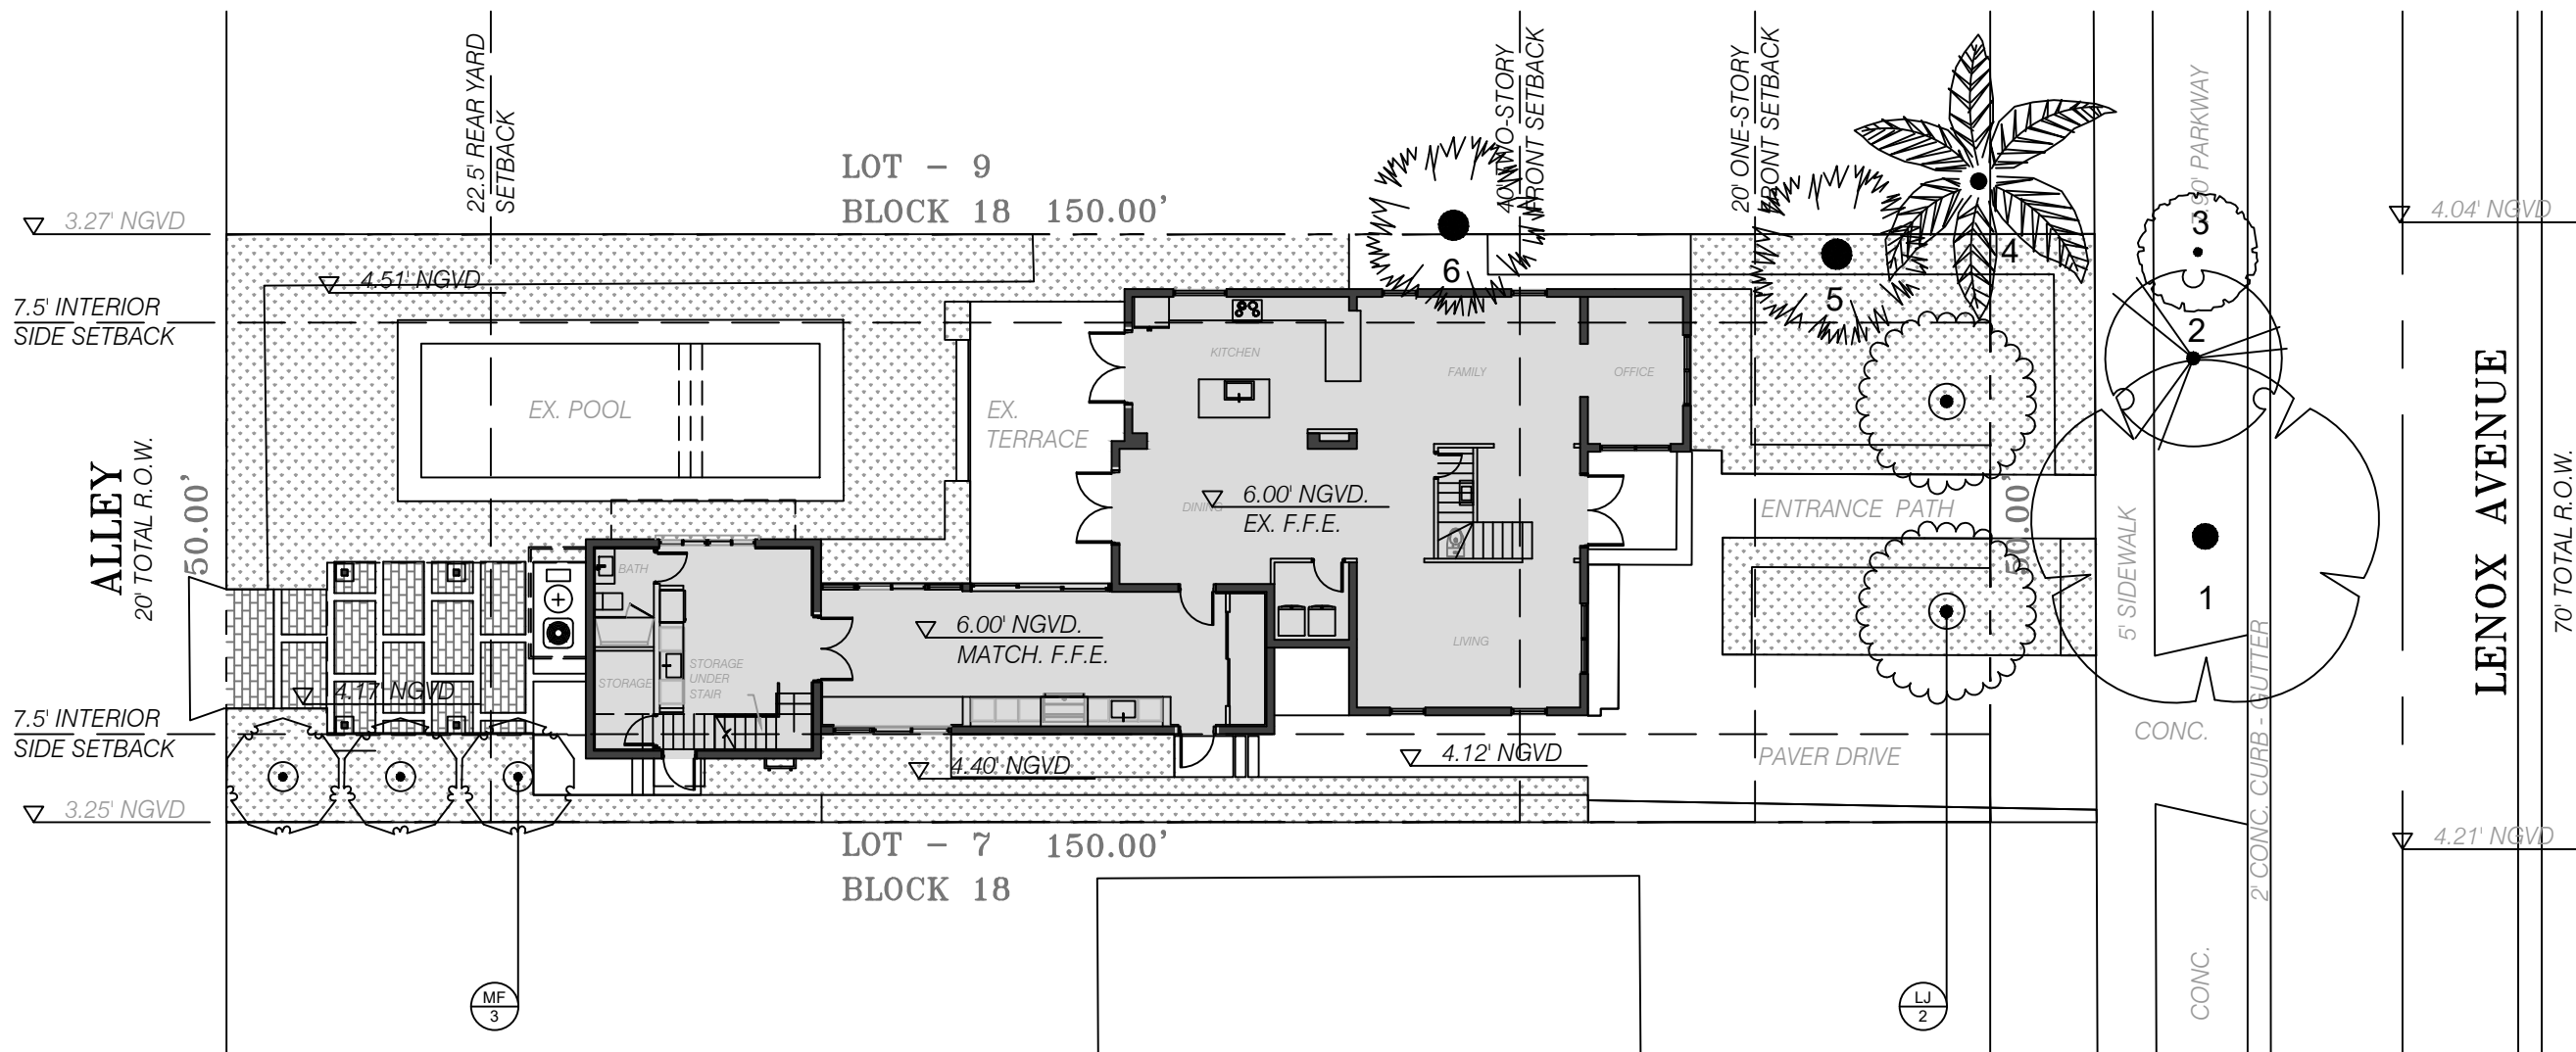 22.5' REAR YARD
SETBACK
40' TWO-STORY
FRONT SETBACK
20' ONE-STORY
FRONT SETBACK
PARKWAY
LOT - 9
BLOCK 18 150.00'
3.27' NGVD
4.04' NGVD
4.51' NGVD
7.5' INTERIOR
SIDE SETBACK
3
4
6
5
2
KITCHEN
FAMILY
OFFICE
EX. POOL
EX.
TERRACE
ALLEY
20' TOTAL R.O.W.
50.00'
DINING
6.00' NGVD.
EX. F.F.E.
ENTRANCE PATH
50.00'
5' SIDEWALK
1
LENOX AVENUE
70' TOTAL R.O.W.
BATH
6.00' NGVD.
MATCH. F.F.E.
LIVING
STORAGE
UNDER
STAIR
STORAGE
4.17' NGVD
7.5' INTERIOR
SIDE SETBACK
4.40' NGVD
4.12' NGVD
PAVER DRIVE
CONC.
2' CONC. CURB - GUTTER
3.25' NGVD
4.21' NGVD
LOT - 7 150.00'
BLOCK 18
CONC.
MF
3
LJ
2